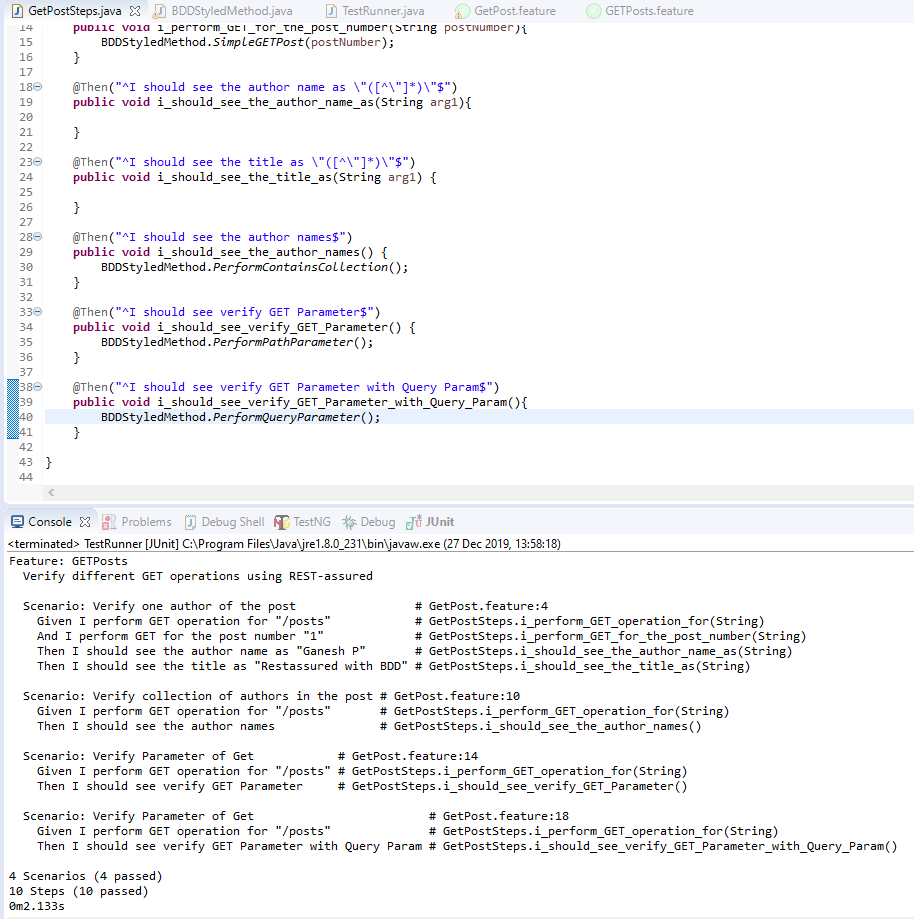 GetPostSteps.java BDDStyledMethod.java TestRunner.java GetPost.feature GETPosts.feature
14 public void i_perform_GET_for_the_post_number(String postNumber){
15 BDDStyledMethod.SimpleGETPost(postNumber);
16 }
17
18 @Then("^I should see the author name as \"([^\"]*)\"$")
19 public void i_should_see_the_author_name_as(String arg1){
20
21 }
22
23 @Then("^I should see the title as \"([^\"]*)\"$")
24 public void i_should_see_the_title_as(String arg1) {
25
26 }
27
28 @Then("^I should see the author names$")
29 public void i_should_see_the_author_names() {
30 BDDStyledMethod.PerformContainsCollection();
31 }
32
33 @Then("^I should see verify GET Parameter$")
34 public void i_should_see_verify_GET_Parameter() {
35 BDDStyledMethod.PerformPathParameter();
36 }
37
38 @Then("^I should see verify GET Parameter with Query Param$")
39 public void i_should_see_verify_GET_Parameter_with_Query_Param(){
40 BDDStyledMethod.PerformQueryParameter();
41 }
42
43 }
44
Console Problems Debug Shell TestNG Debug JUnit
<terminated> TestRunner [JUnit] C:\Program Files\Java\jre1.8.0_231\bin\javaw.exe (27 Dec 2019, 13:58:18)
Feature: GETPosts
Verify different GET operations using REST-assured
Scenario: Verify one author of the post # GetPost.feature:4
Given I perform GET operation for "/posts" # GetPostSteps.i_perform_GET_operation_for(String)
And I perform GET for the post number "1" # GetPostSteps.i_perform_GET_for_the_post_number(String)
Then I should see the author name as "Ganesh P" # GetPostSteps.i_should_see_the_author_name_as(String)
Then I should see the title as "Restassured with BDD" # GetPostSteps.i_should_see_the_title_as(String)
Scenario: Verify collection of authors in the post # GetPost.feature:10
Given I perform GET operation for "/posts" # GetPostSteps.i_perform_GET_operation_for(String)
Then I should see the author names # GetPostSteps.i_should_see_the_author_names()
Scenario: Verify Parameter of Get # GetPost.feature:14
Given I perform GET operation for "/posts" # GetPostSteps.i_perform_GET_operation_for(String)
Then I should see verify GET Parameter # GetPostSteps.i_should_see_verify_GET_Parameter()
Scenario: Verify Parameter of Get # GetPost.feature:18
Given I perform GET operation for "/posts" # GetPostSteps.i_perform_GET_operation_for(String)
Then I should see verify GET Parameter with Query Param # GetPostSteps.i_should_see_verify_GET_Parameter_with_Query_Param()
4 Scenarios (4 passed)
10 Steps (10 passed)
0m2.133s